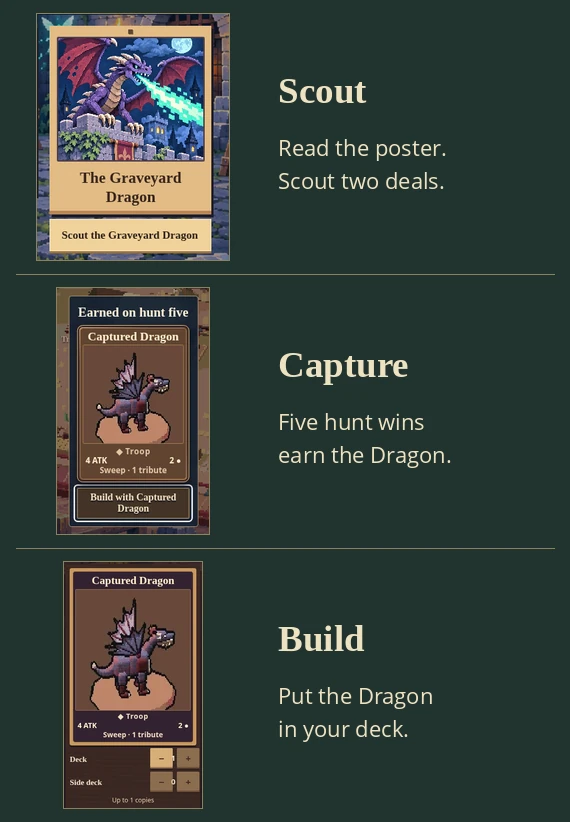 The Graveyard
Dragon
Scout the Graveyard Dragon
Scout
Read the poster.
Scout two deals.
Earned on hunt five
Captured Dragon
◆ Troop
4 ATK
2 ●
Sweep · 1 tribute
Build with Captured
Dragon
Capture
Five hunt wins
earn the Dragon.
Captured Dragon
◆ Troop
4 ATK
2 ●
Sweep · 1 tribute
Deck
−
+
Side deck
− 0 +
Up to 1 copies
Build
Put the Dragon
in your deck.